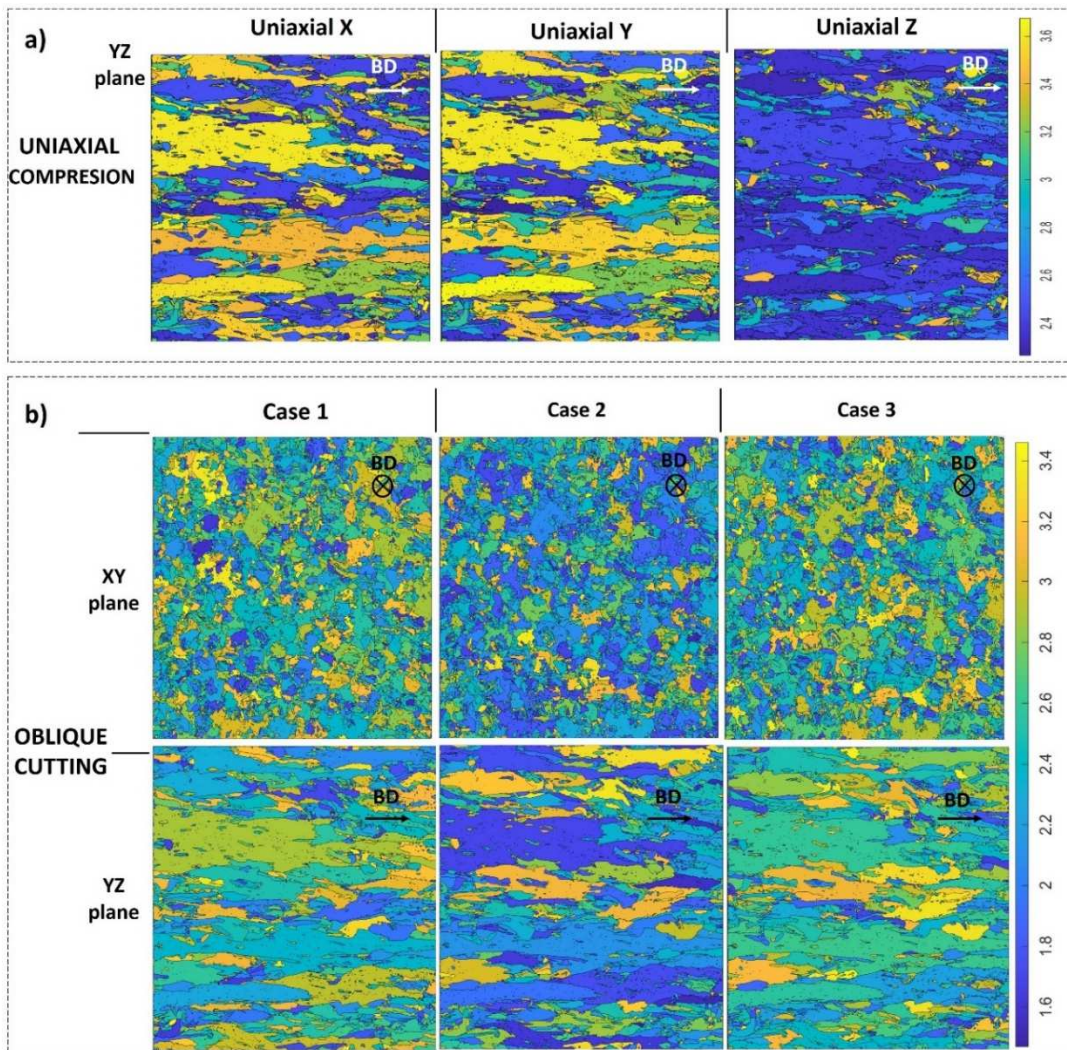 a)
Uniaxial X
Uniaxial Y
Uniaxial Z
YZ
plane
BD
BD
BD
UNIAXIAL
COMPRESION
3.6
3.4
3.2
3
2.8
2.6
2.4
b)
Case 1
Case 2
Case 3
BD
BD
BD
XY
plane
OBLIQUE
CUTTING
BD
BD
BD
YZ
plane
3.4
3.2
3
2.8
2.6
2.4
2.2
2
1.8
1.6